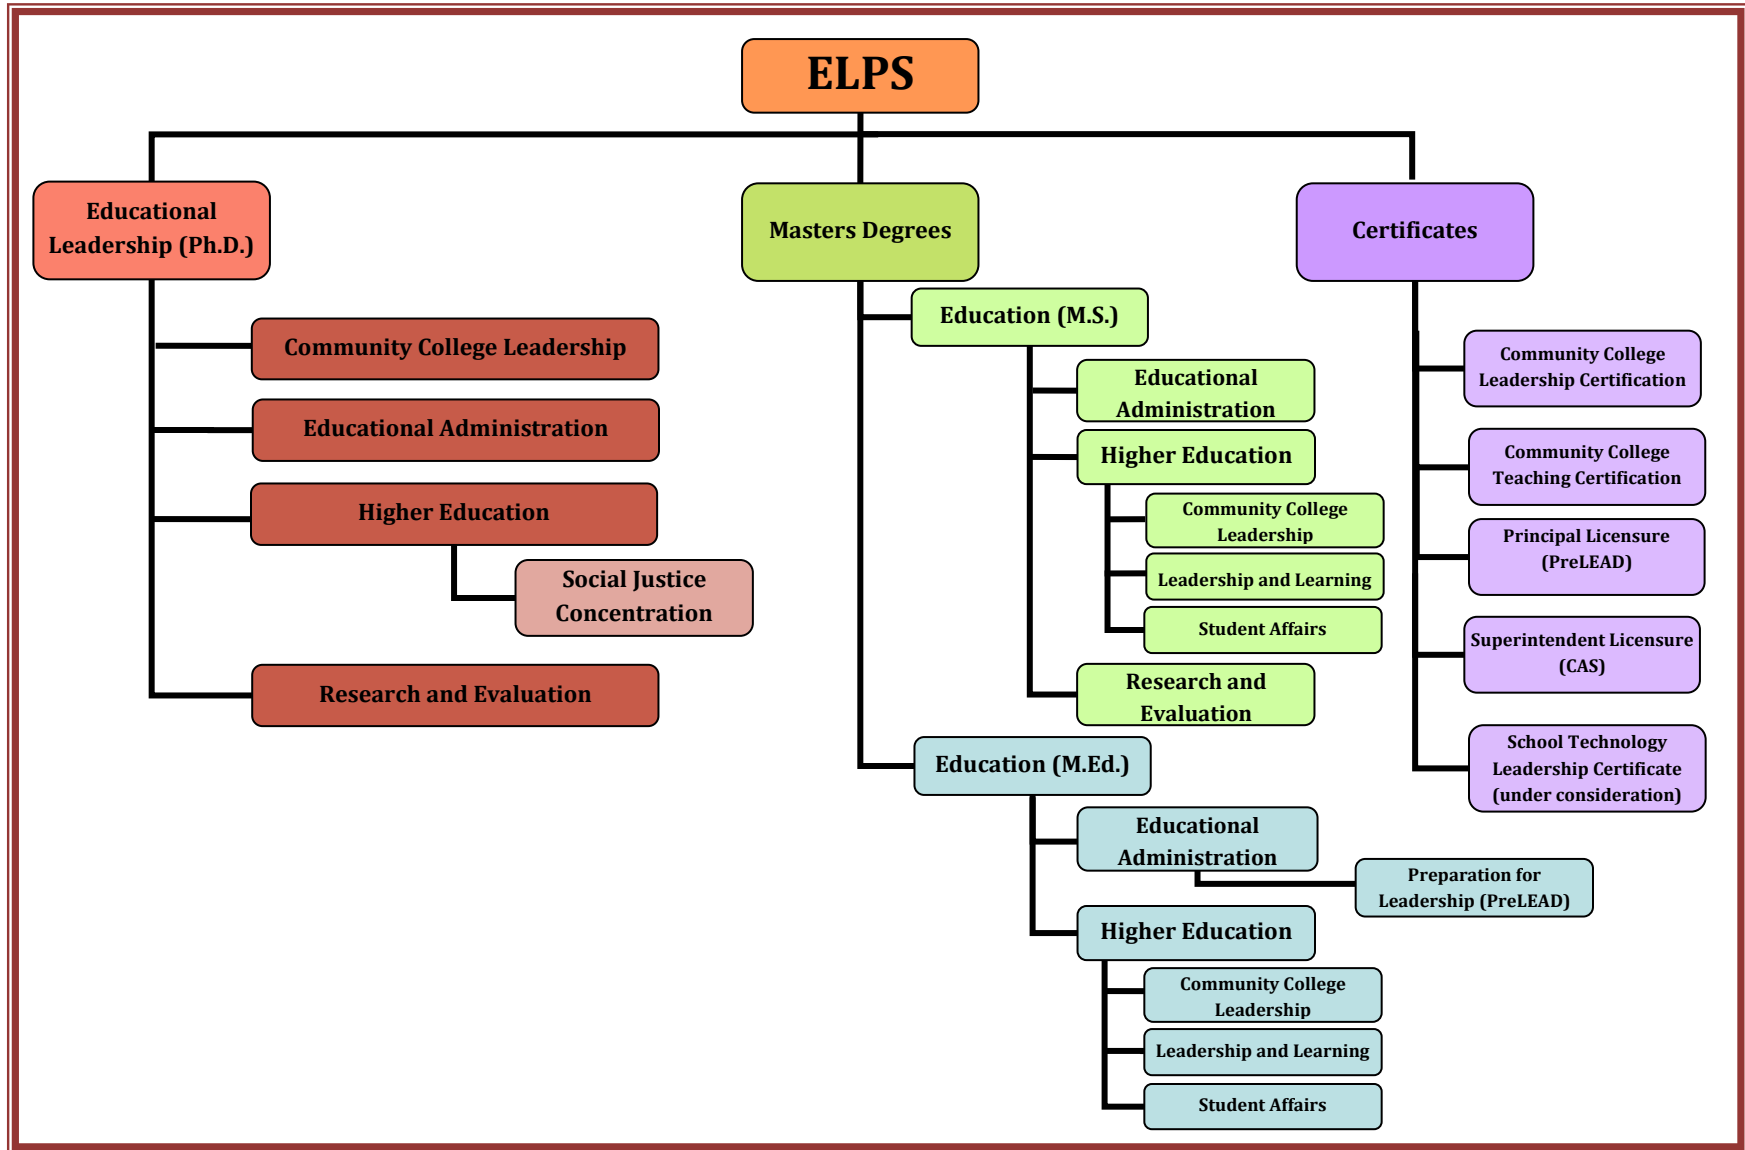 ELPS
Educational
Leadership (Ph.D.)
Community College Leadership
Educational Administration
Higher Education
Social Justice
Concentration
Research and Evaluation
Masters Degrees
Education (M.S.)
Educational
Administration
Higher Education
Community College
Leadership
Leadership and Learning
Student Affairs
Research and
Evaluation
Education (M.Ed.)
Educational
Administration
Preparation for
Leadership (PreLEAD)
Higher Education
Community College
Leadership
Leadership and Learning
Student Affairs
Certificates
Community College
Leadership Certification
Community College
Teaching Certification
Principal Licensure
(PreLEAD)
Superintendent Licensure
(CAS)
School Technology
Leadership Certificate
(under consideration)